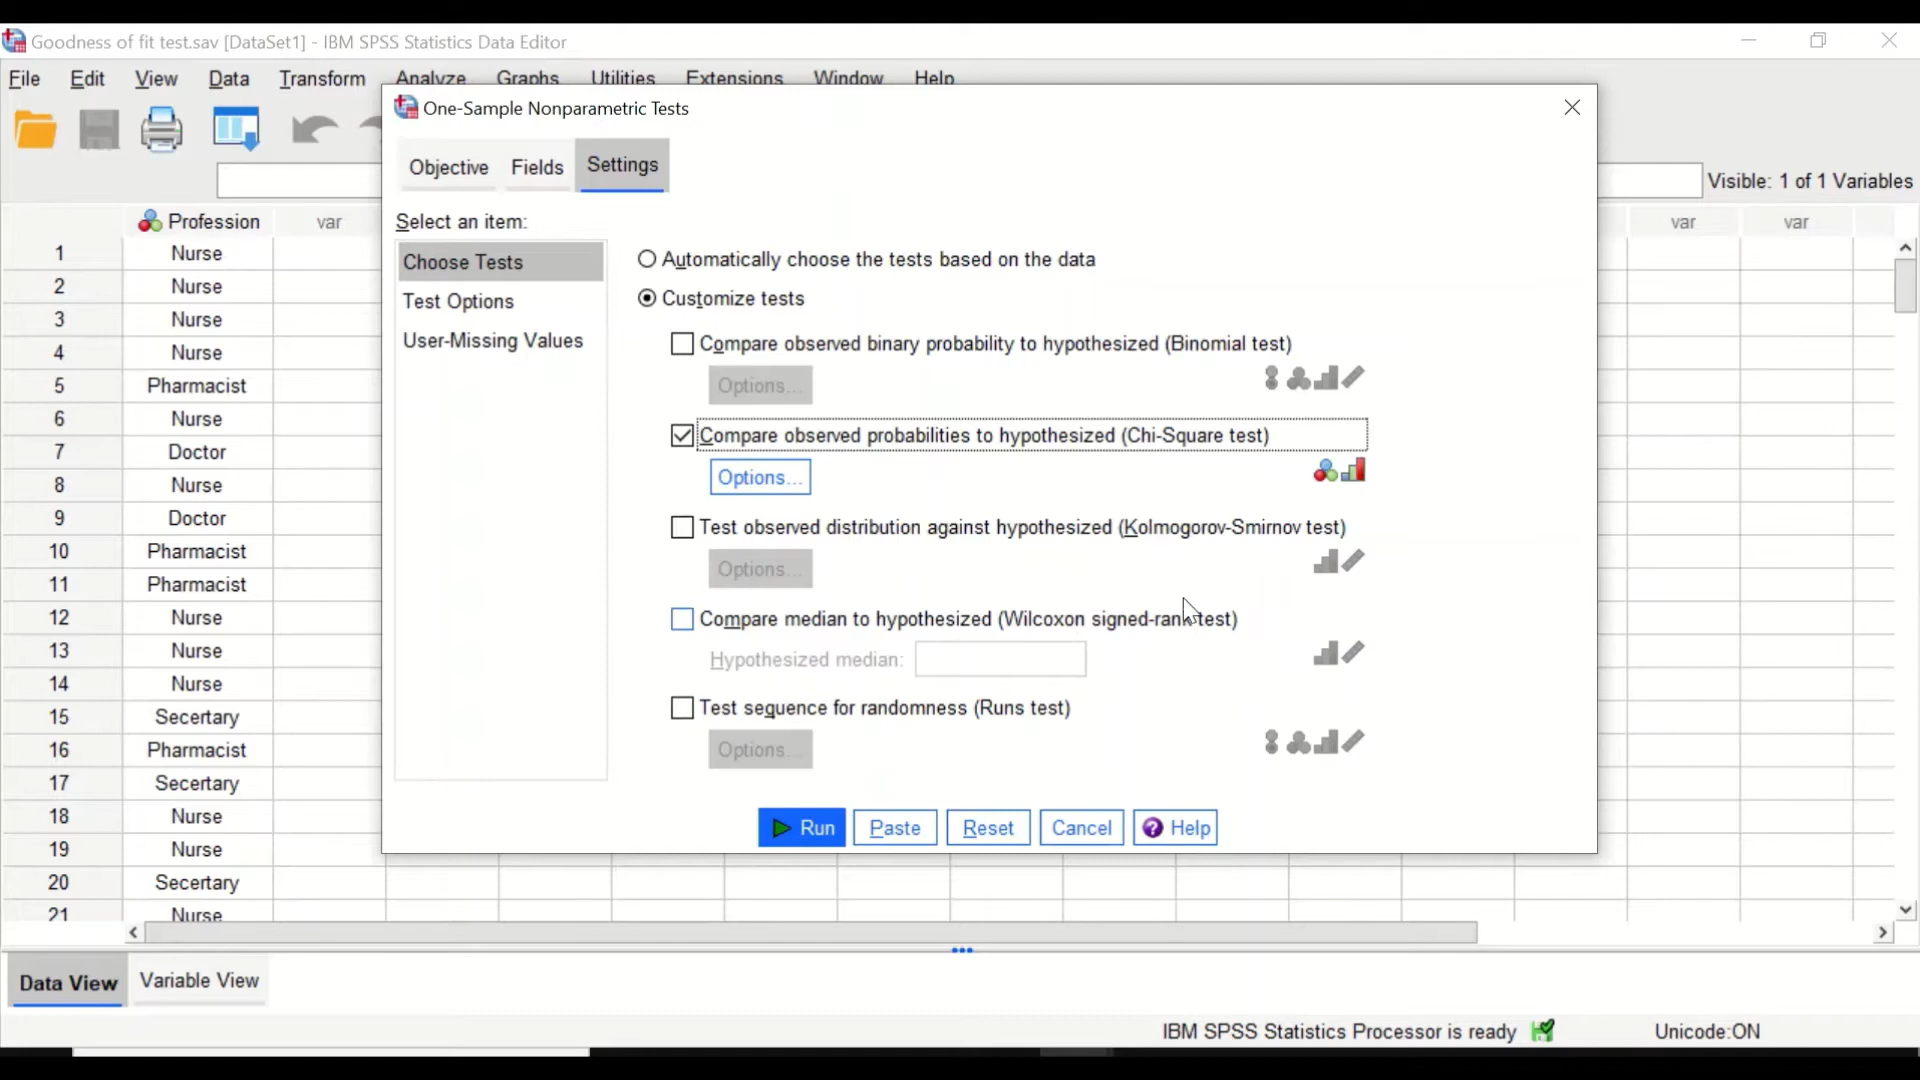 Goodness of fit test.sav [DataSet1] - IBM SPSS Statistics Data Editor
File Edit View Data Transform Analyze Graphs Utilities Extensions Window Help
One-Sample Nonparametric Tests
Objective Fields Settings
Visible: 1 of 1 Variables
Profession var var var
Select an item:
Choose Tests
Test Options
User-Missing Values
Automatically choose the tests based on the data
Customize tests
Compare observed binary probability to hypothesized (Binomial test)
Options...
Compare observed probabilities to hypothesized (Chi-Square test)
Options...
Test observed distribution against hypothesized (Kolmogorov-Smirnov test)
Options...
Compare median to hypothesized (Wilcoxon signed-rank test)
Hypothesized median:
Test sequence for randomness (Runs test)
Options...
Run Paste Reset Cancel Help
1 Nurse
2 Nurse
3 Nurse
4 Nurse
5 Pharmacist
6 Nurse
7 Doctor
8 Nurse
9 Doctor
10 Pharmacist
11 Pharmacist
12 Nurse
13 Nurse
14 Nurse
15 Secertary
16 Pharmacist
17 Secertary
18 Nurse
19 Nurse
20 Secertary
21 Nurse
Data View Variable View
IBM SPSS Statistics Processor is ready Unicode:ON